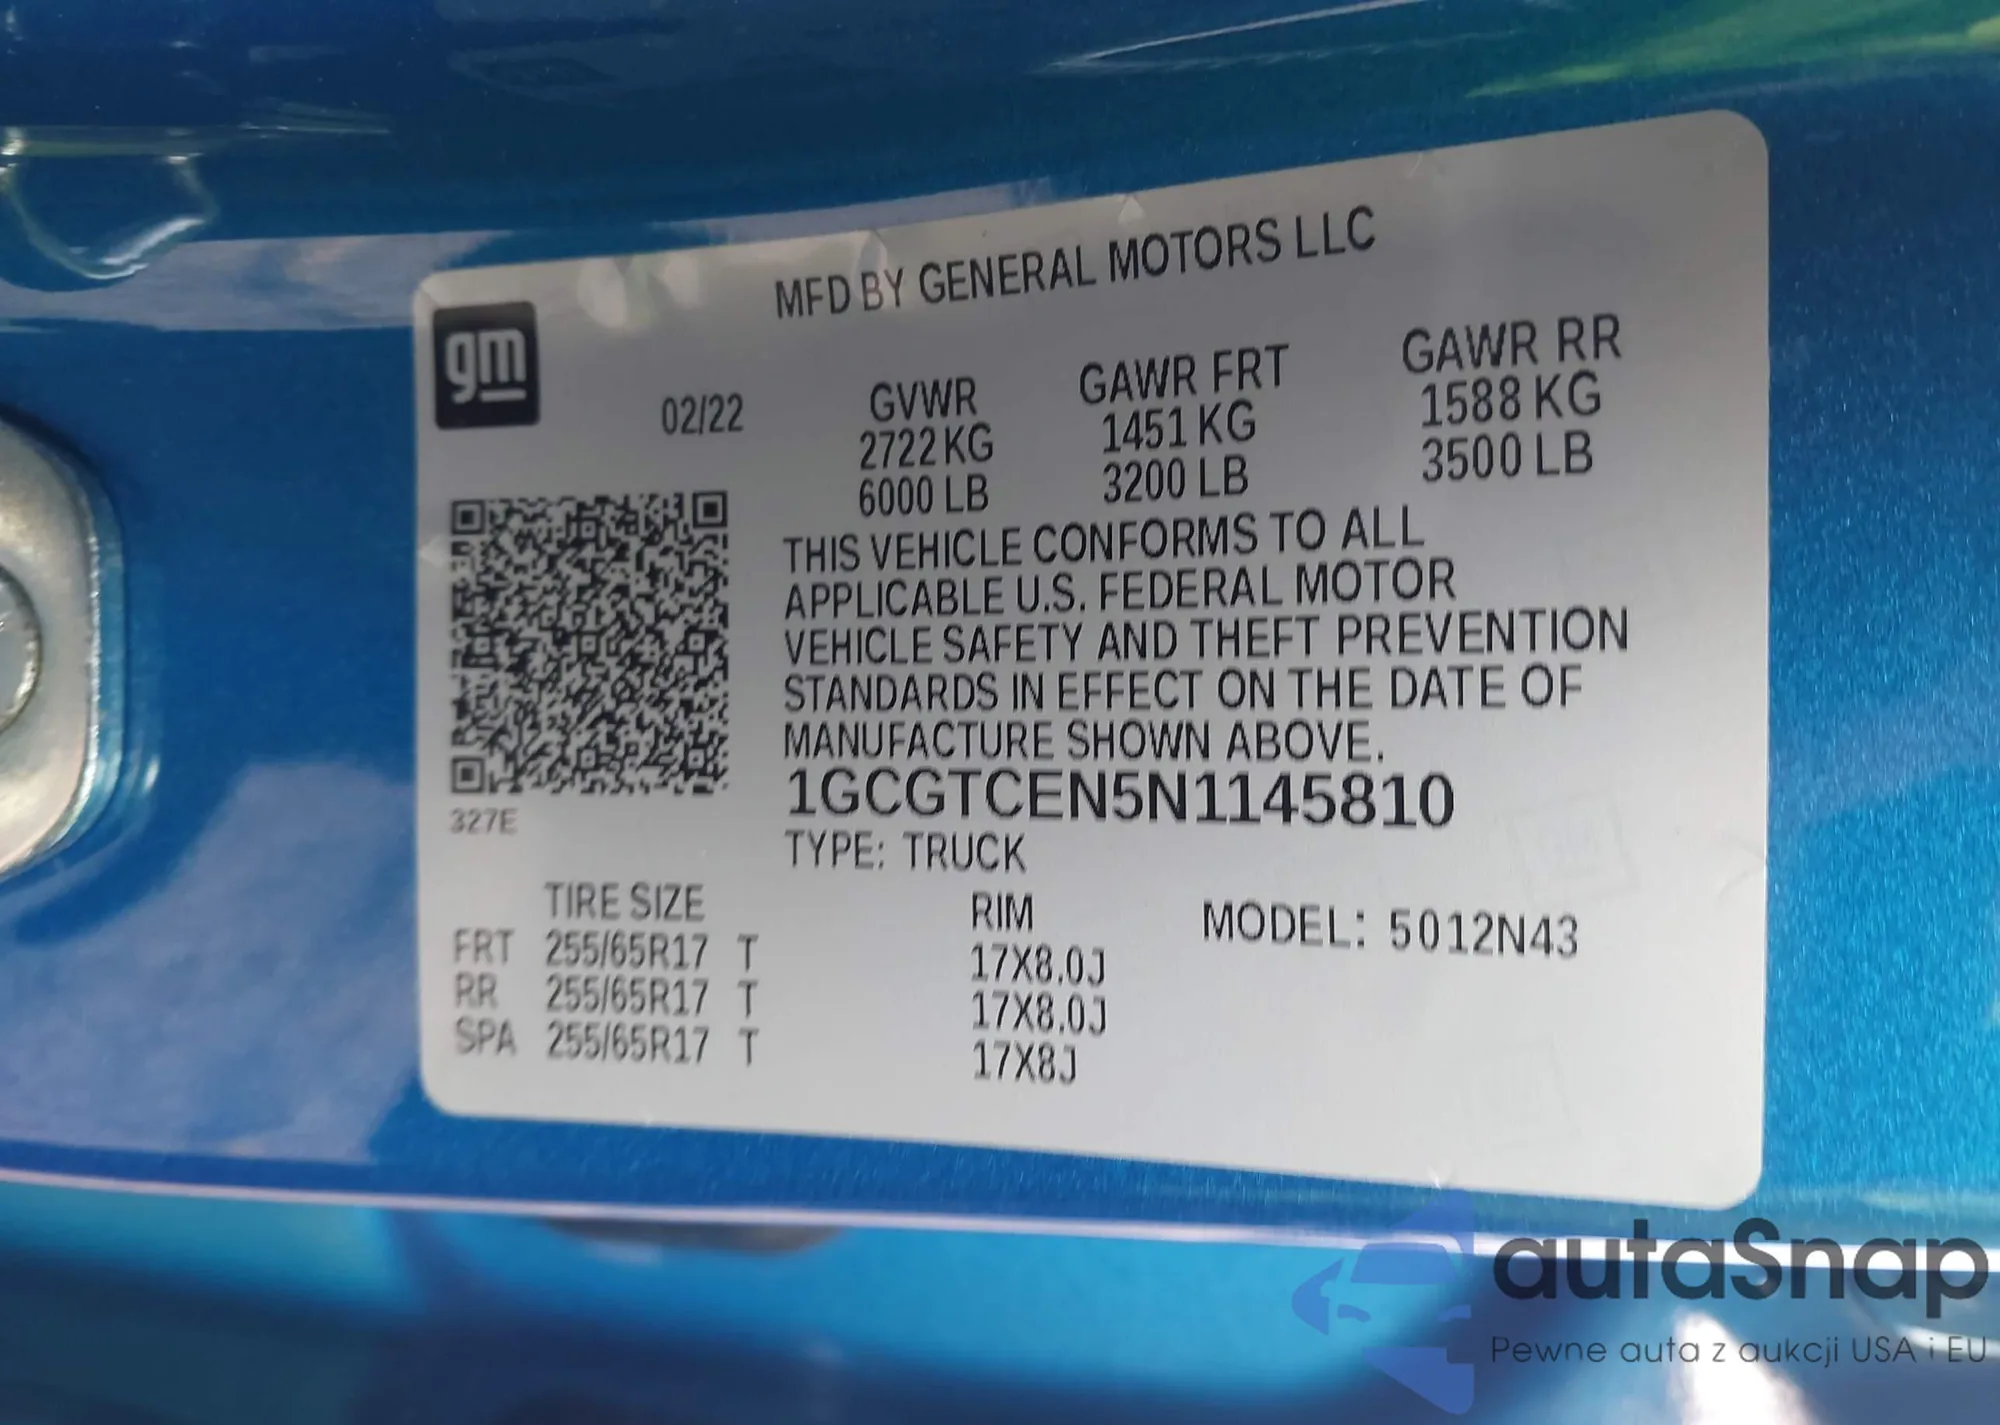 MFD BY GENERAL MOTORS LLC
gm
02/22
GVWR
2722 KG
6000 LB
GAWR FRT
1451 KG
3200 LB
GAWR RR
1588 KG
3500 LB
THIS VEHICLE CONFORMS TO ALL
APPLICABLE U.S. FEDERAL MOTOR
VEHICLE SAFETY AND THEFT PREVENTION
STANDARDS IN EFFECT ON THE DATE OF
MANUFACTURE SHOWN ABOVE.
1GCGTCEN5N1145810
327E
TYPE: TRUCK
TIRE SIZE RIM MODEL: 5012N43
FRT 255/65R17 T 17X8.0J
RR 255/65R17 T 17X8.0J
SPA 255/65R17 T 17X8J
autaSnap
Pewne auta z aukcji USA i EU